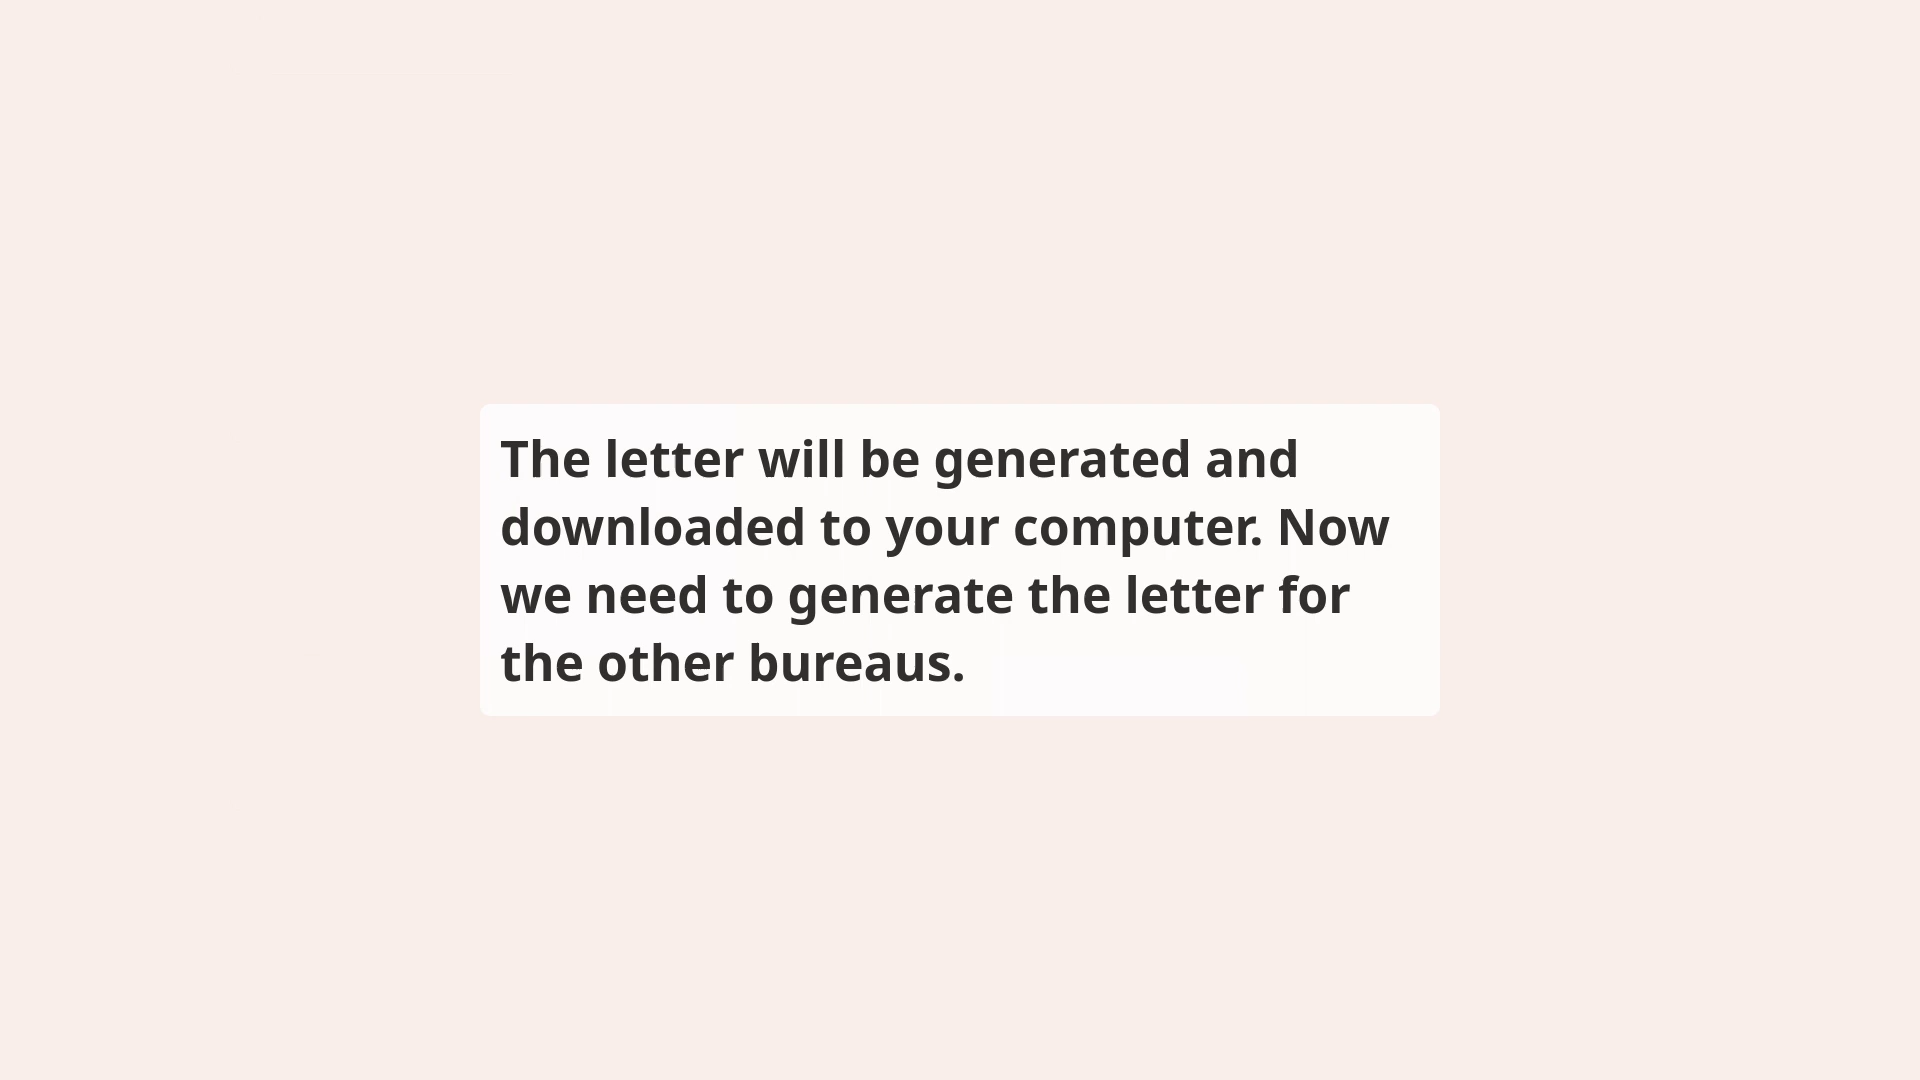 The letter will be generated and
downloaded to your computer. Now
we need to generate the letter for
the other bureaus.